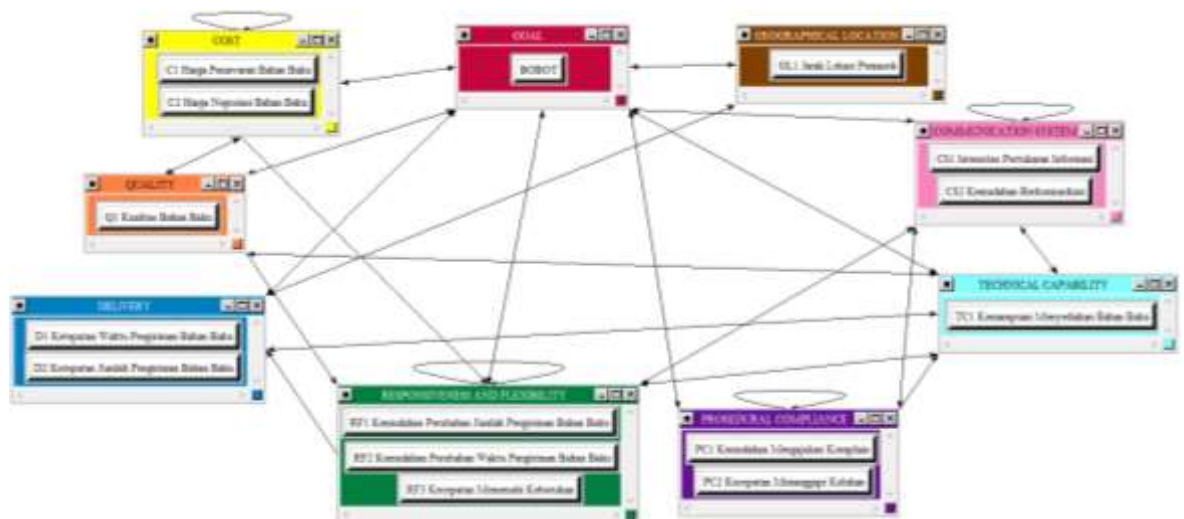 COST
C1 Harga Penawaran Bahan Baku
C2 Harga Negosiasi Bahan Baku
GOAL
BOBOT
GEOGRAPHICAL LOCATION
GL1 Jarak Lokasi Pemasok
COMMUNICATION SYSTEM
CS1 Intensitas Pertukaran Informasi
CS2 Kemudahan Berkomunikasi
QUALITY
Q1 Kualitas Bahan Baku
TECHNICAL CAPABILITY
TC1 Kemampuan Menyediakan Bahan Baku
DELIVERY
D1 Ketepatan Waktu Pengiriman Bahan Baku
D2 Ketepatan Jumlah Pengiriman Bahan Baku
RESPONSIVENESS AND FLEXIBILITY
RF1 Kemudahan Perubahan Jumlah Pengiriman Bahan Baku
RF2 Kemudahan Perubahan Waktu Pengiriman Bahan Baku
RF3 Kecepatan Memenuhi Kebutuhan
PROSEDURAL COMPLIANCE
PC1 Kemudahan Mengajukan Komplain
PC2 Kecepatan Menanggapi Keluhan